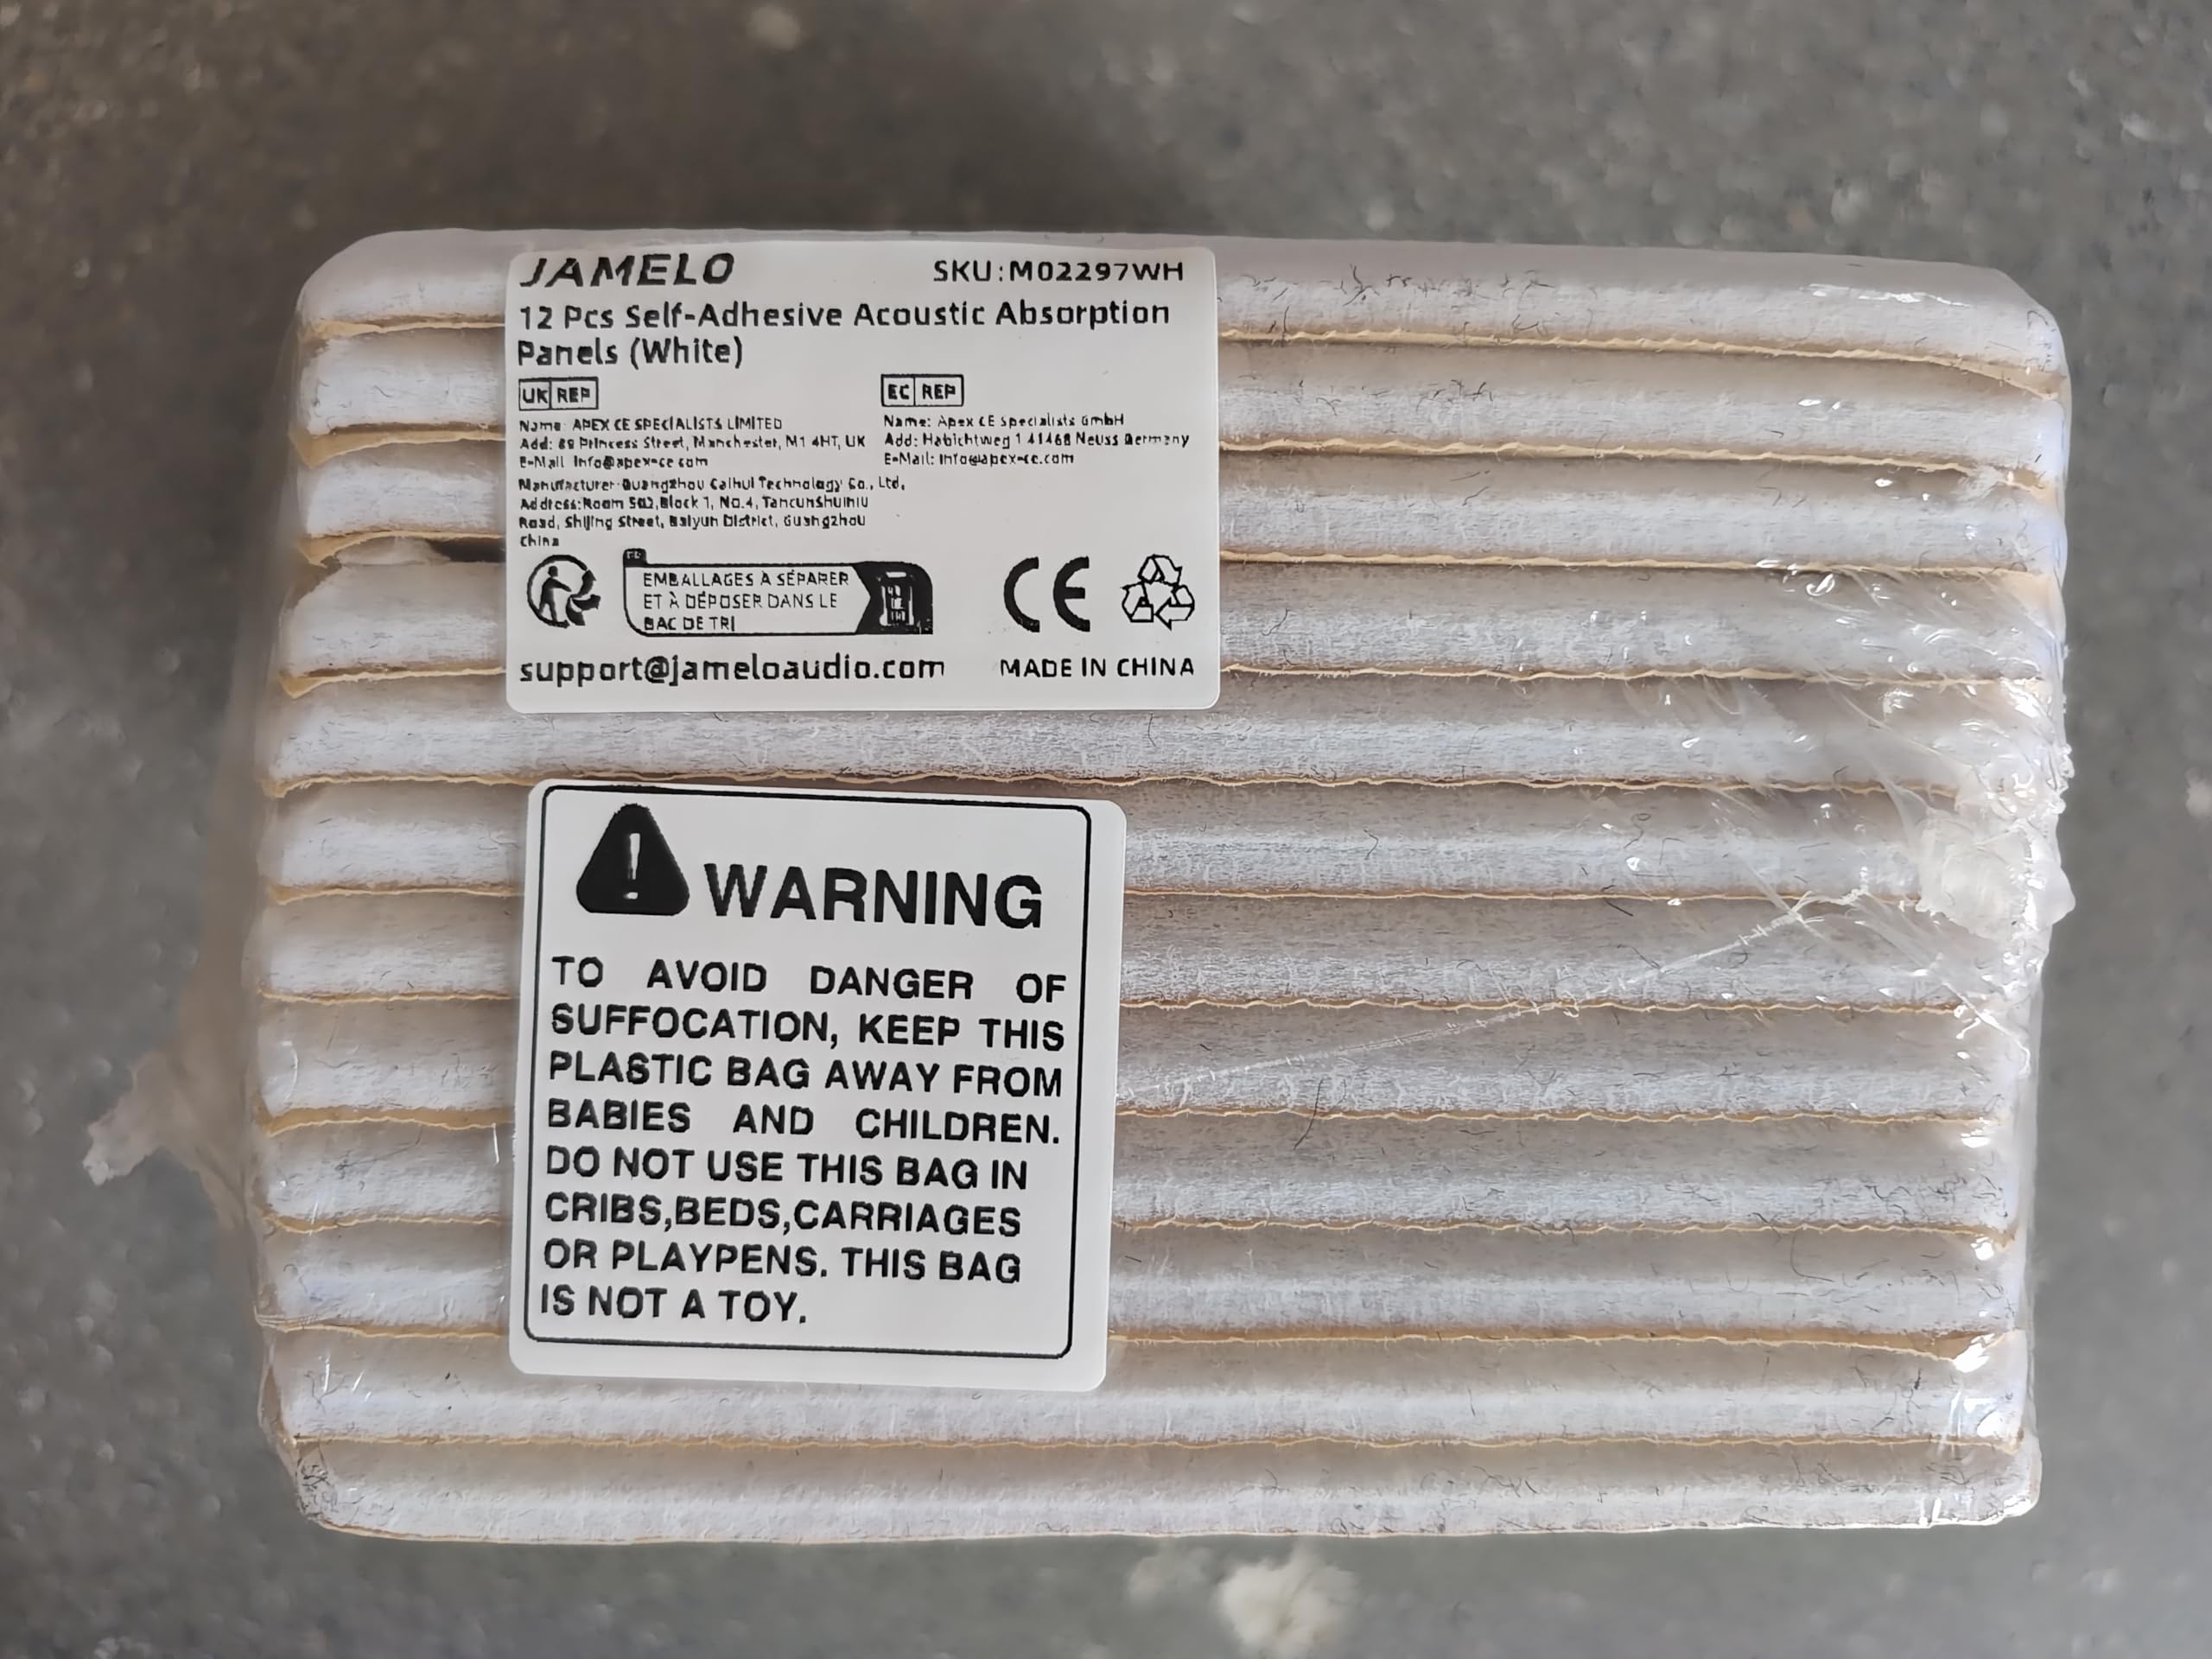 JAMELO
SKU:M02297WH
12 Pcs Self-Adhesive Acoustic Absorption
Panels (White)
UK REP
Name: APEX CE SPECIALISTS LIMITED
Add: 89 Princess Street, Manchester, M1 4HT, UK
E-Mail: Info@apex-ce.com
EC REP
Name: Apex CE Specialists GmbH
Add: Habichtweg 1 41468 Neuss Germany
E-Mail: Info@apex-ce.com
Manufacturer: Guangzhou Caihui Technology Co., Ltd,
Address:Room 502,Block 1, No.4, TancunShuiniu
Road, Shijing Street, Baiyun District, Guangzhou
China
FR
EMBALLAGES À SÉPARER
ET À DÉPOSER DANS LE
BAC DE TRI
CE
support@jameloaudio.com
MADE IN CHINA
WARNING
TO AVOID DANGER OF
SUFFOCATION, KEEP THIS
PLASTIC BAG AWAY FROM
BABIES AND CHILDREN.
DO NOT USE THIS BAG IN
CRIBS,BEDS,CARRIAGES
OR PLAYPENS. THIS BAG
IS NOT A TOY.